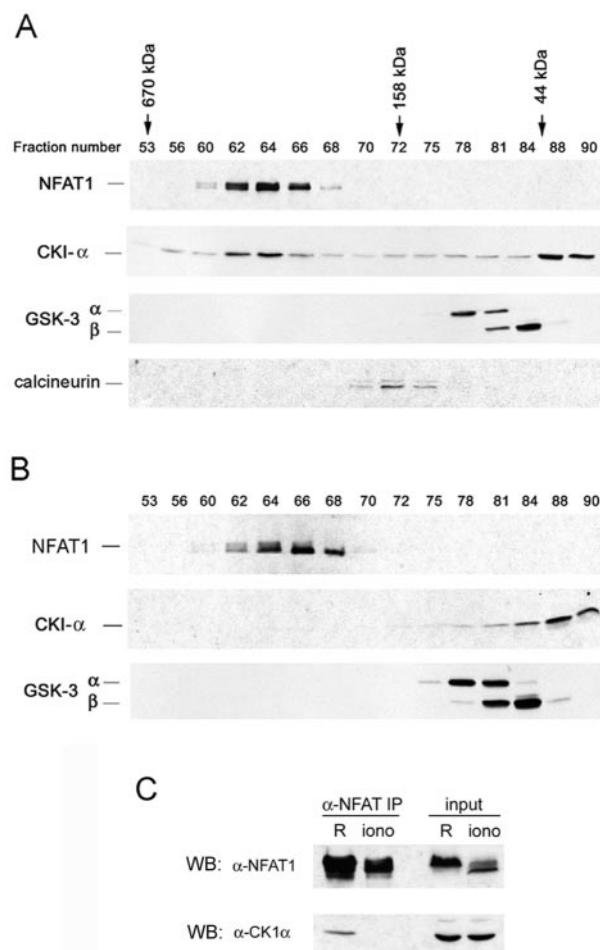 A
670 kDa 158 kDa 44 kDa
Fraction number 53 56 60 62 64 66 68 70 72 75 78 81 84 88 90
NFAT1
CKI-α
GSK-3 α
β
calcineurin
B
53 56 60 62 64 66 68 70 72 75 78 81 84 88 90
NFAT1
CKI-α
GSK-3 α
β
C
α-NFAT IP input
R iono R iono
WB: α-NFAT1
WB: α-CK1α